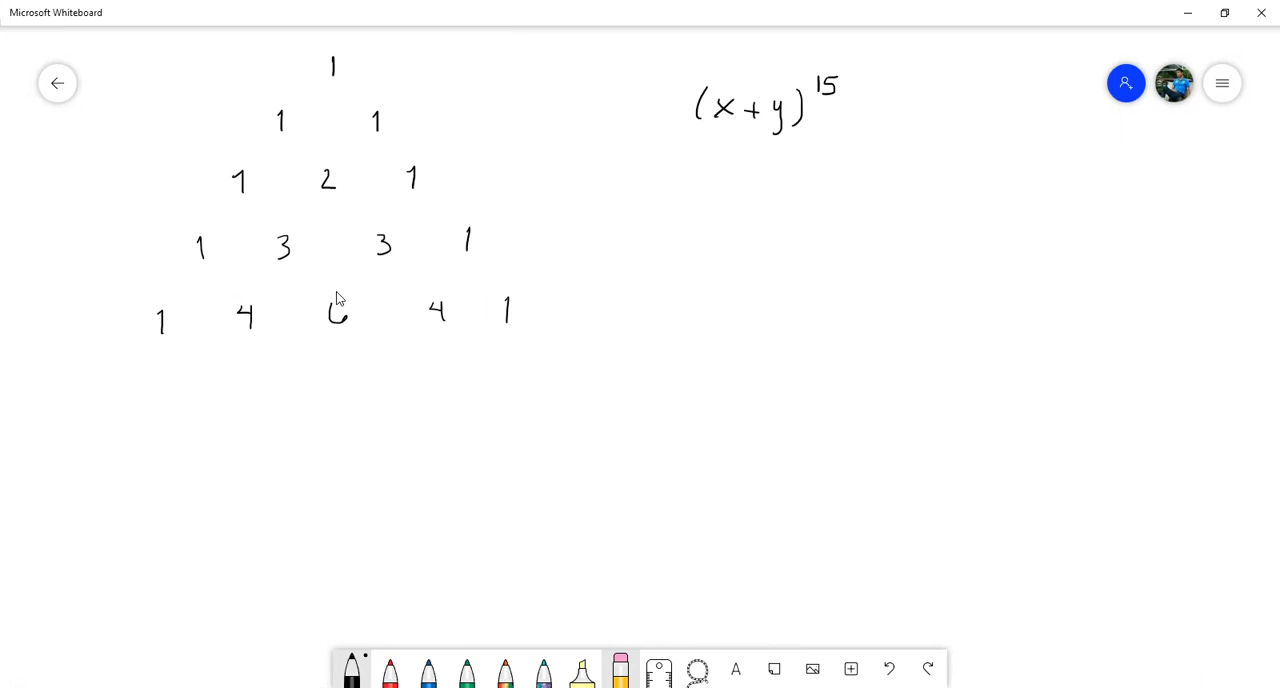 Microsoft Whiteboard
1
1 1
1 2 1
1 3 3 1
1 4 6 4 1
(x + y)¹⁵
A